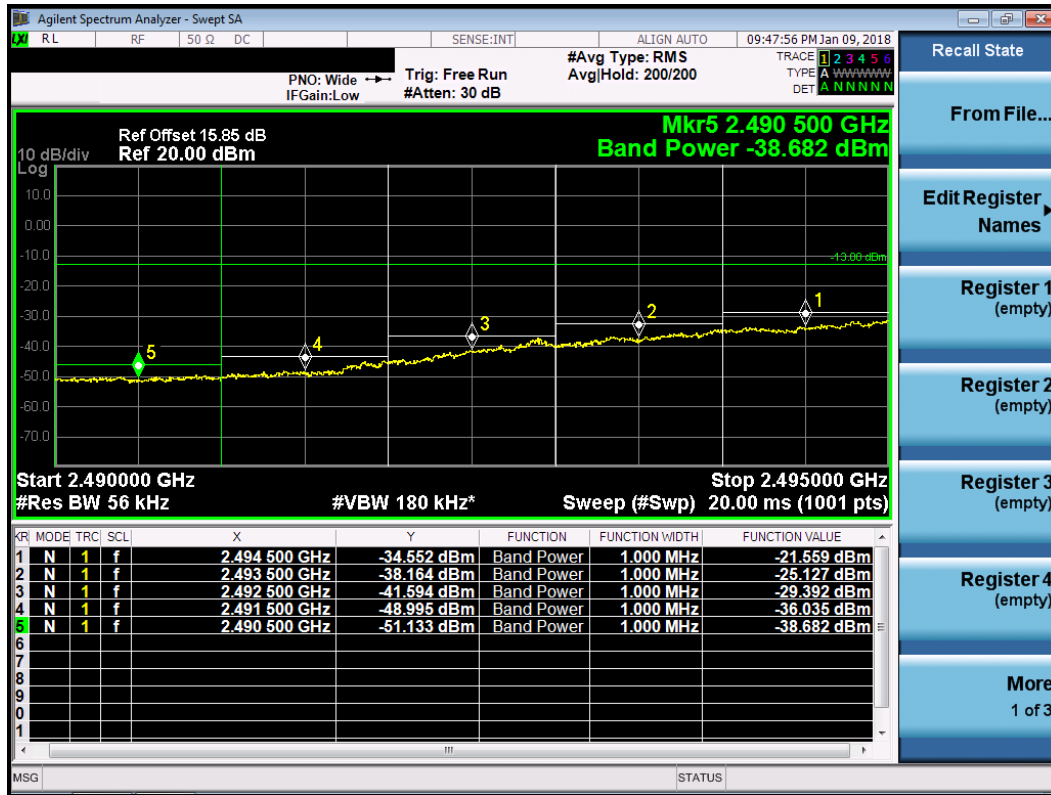 Agilent Spectrum Analyzer - Swept SA
LXI RL RF 50 Ω DC SENSE:INT ALIGN AUTO 09:47:56 PM Jan 09, 2018
PNO: Wide
IFGain:Low
Trig: Free Run
#Atten: 30 dB
#Avg Type: RMS
Avg|Hold: 200/200
TRACE 1 2 3 4 5 6
TYPE A WWWWW
DET A N N N N N
Mkr5 2.490 500 GHz
Band Power -38.682 dBm
Ref Offset 15.85 dB
10 dB/div Ref 20.00 dBm
Log
10.0
0.00
-10.0
-13.00 dBm
-20.0
-30.0
-40.0
-50.0
-60.0
-70.0
5
4
3
2
1
Start 2.490000 GHz Stop 2.495000 GHz
#Res BW 56 kHz #VBW 180 kHz* Sweep (#Swp) 20.00 ms (1001 pts)
KR MODE TRC SCL X Y FUNCTION FUNCTION WIDTH FUNCTION VALUE
1 N 1 f 2.494 500 GHz -34.552 dBm Band Power 1.000 MHz -21.559 dBm
2 N 1 f 2.493 500 GHz -38.164 dBm Band Power 1.000 MHz -25.127 dBm
3 N 1 f 2.492 500 GHz -41.594 dBm Band Power 1.000 MHz -29.392 dBm
4 N 1 f 2.491 500 GHz -48.995 dBm Band Power 1.000 MHz -36.035 dBm
5 N 1 f 2.490 500 GHz -51.133 dBm Band Power 1.000 MHz -38.682 dBm
6
7
8
9
0
1
MSG STATUS
Recall State
From File...
Edit Register
Names
Register 1
(empty)
Register 2
(empty)
Register 3
(empty)
Register 4
(empty)
More
1 of 3